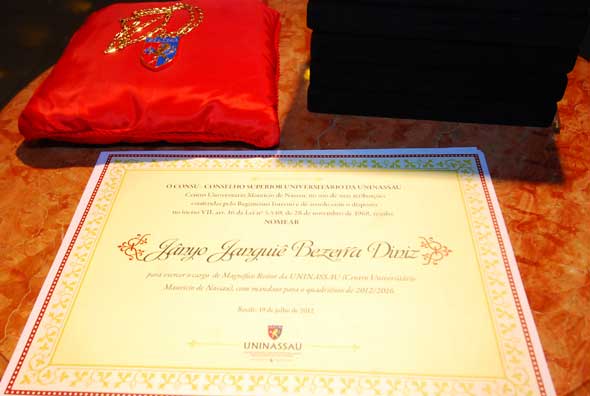 O CONSU - CONSELHO SUPERIOR UNIVERSITÁRIO DA UNINASSAU
Centro Universitário Maurício de Nassau, no uso de suas atribuições
conferidas pelo Regimento Interno e de acordo com o disposto
no inciso VII, art. 16 da Lei nº 5.540, de 28 de novembro de 1968, resolve
NOMEAR
Jânyo Janguiê Bezerra Diniz
para exercer o cargo de Magnífico Reitor da UNINASSAU (Centro Universitário
Maurício de Nassau), com mandato para o quadriênio de 2012/2016.
Recife, 19 de julho de 2012
UNINASSAU